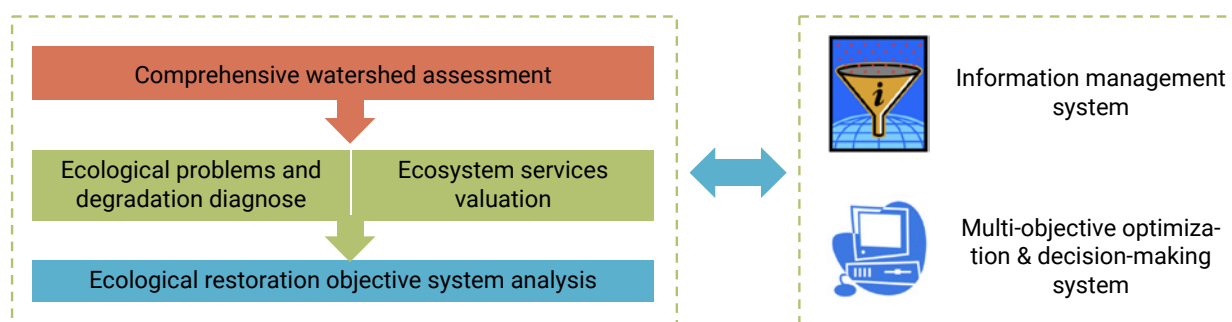 Comprehensive watershed assessment
Ecological problems and
degradation diagnose
Ecosystem services
valuation
Ecological restoration objective system analysis
i
Information management
system
Multi-objective optimiza-
tion & decision-making
system